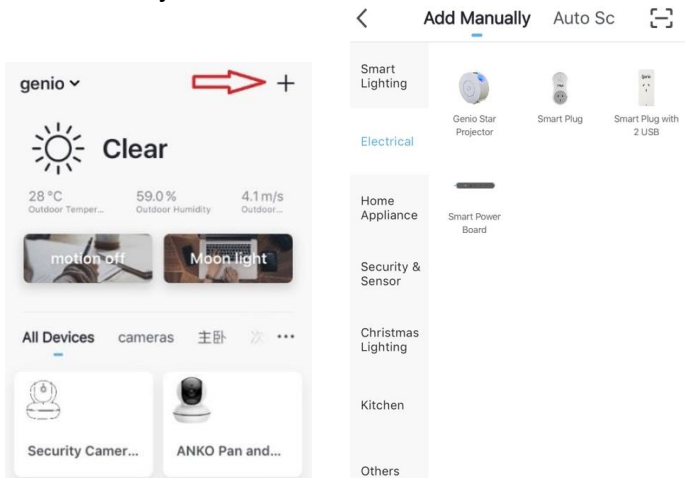 genio
Clear
28 °C
59.0%
4.1 m/s
Outdoor Temper...
Outdoor Humidity
Outdoor...
motion off
Moon light
All Devices
cameras
主卧
次
...
Security Camer...
ANKO Pan and...
Add Manually
Auto Sc
Smart
Lighting
Electrical
Home
Appliance
Security &
Sensor
Christmas
Lighting
Kitchen
Others
Genio Star
Projector
Smart Plug
Smart Plug with
2 USB
Smart Power
Board